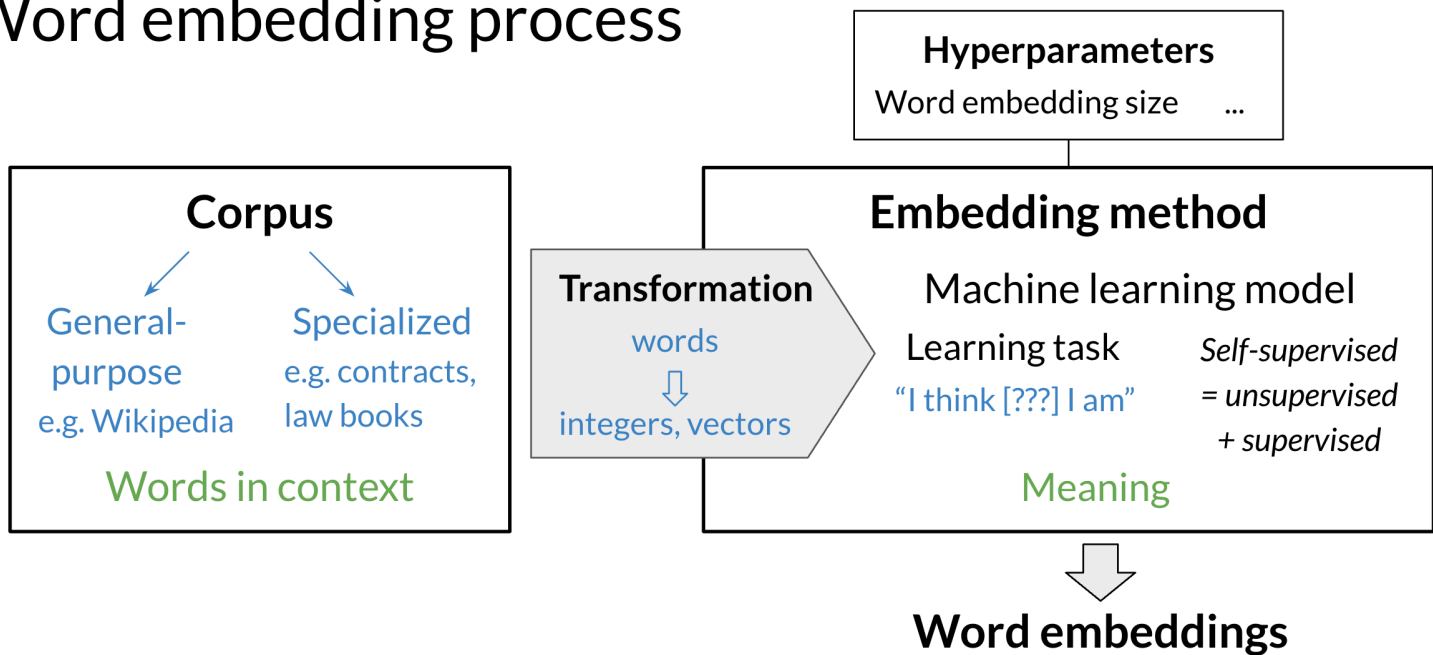 Word embedding process
Hyperparameters
Word embedding size ...
Corpus
General-
purpose
e.g. Wikipedia
Specialized
e.g. contracts,
law books
Words in context
Transformation
words
integers, vectors
Embedding method
Machine learning model
Learning task
“I think [???] I am”
Self-supervised
= unsupervised
+ supervised
Meaning
Word embeddings